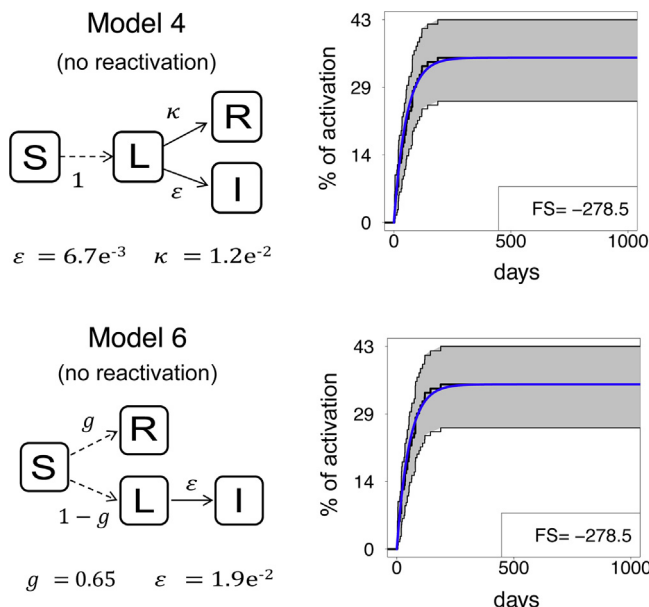 Model 4
(no reactivation)
S
1
L
κ
R
ε
I
ε = 6.7e⁻³ κ = 1.2e⁻²
% of activation
43
29
14
0
FS= −278.5
0 500 1000
days
Model 6
(no reactivation)
S
g
R
1 − g
L
ε
I
g = 0.65 ε = 1.9e⁻²
% of activation
43
29
14
0
FS= −278.5
0 500 1000
days